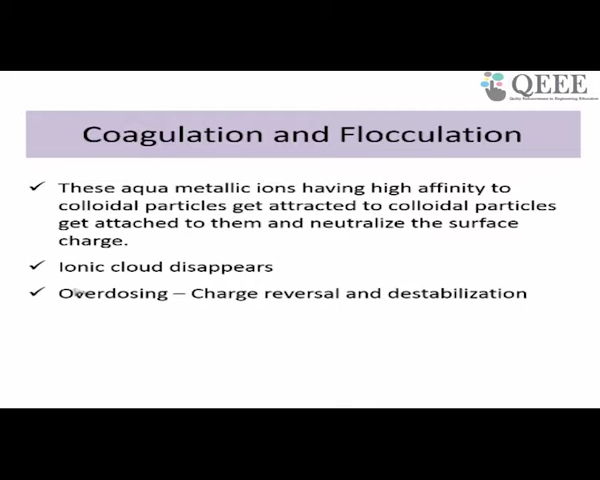 QEEE
Quality Enhancement in Engineering Education
Coagulation and Flocculation
✓ These aqua metallic ions having high affinity to
colloidal particles get attracted to colloidal particles
get attached to them and neutralize the surface
charge.
✓ Ionic cloud disappears
✓ Overdosing – Charge reversal and destabilization